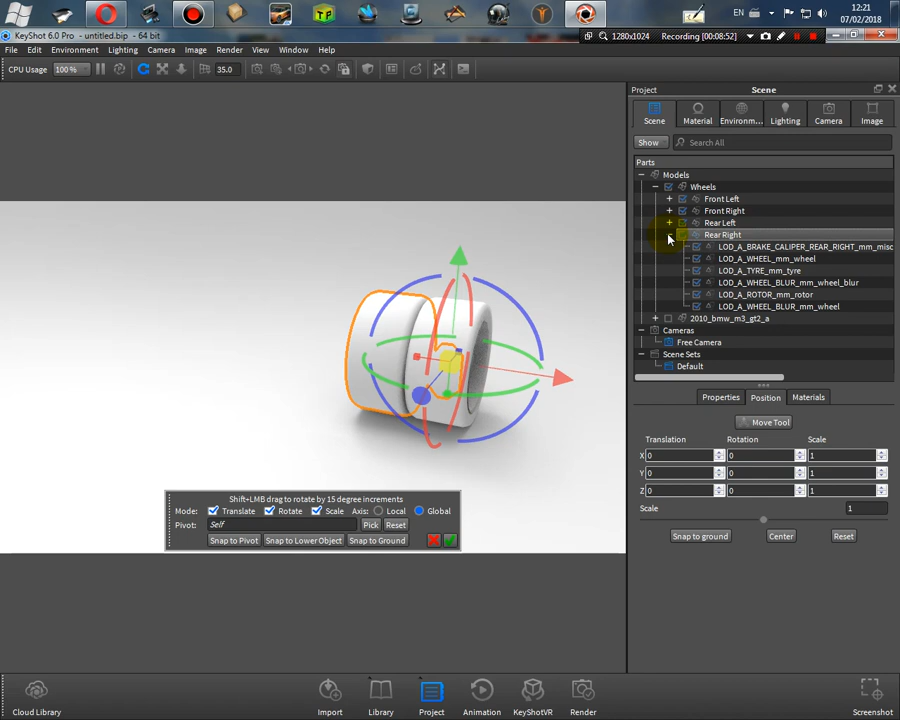 EN
12:21
07/02/2018
KeyShot 6.0 Pro - untitled.bip - 64 bit
1280x1024
Recording [00:08:52]
File Edit Environment Lighting Camera Image Render View Window Help
CPU Usage 100 % 35.0
Project Scene
Scene Material Environm... Lighting Camera Image
Show Search All
Parts
Models
Wheels
Front Left
Front Right
Rear Left
Rear Right
LOD_A_BRAKE_CALIPER_REAR_RIGHT_mm_misc
LOD_A_WHEEL_mm_wheel
LOD_A_TYRE_mm_tyre
LOD_A_WHEEL_BLUR_mm_wheel_blur
LOD_A_ROTOR_mm_rotor
LOD_A_WHEEL_BLUR_mm_wheel
2010_bmw_m3_gt2_a
Cameras
Free Camera
Scene Sets
Default
Properties Position Materials
Move Tool
Translation Rotation Scale
X 0 0 1
Y 0 0 1
Z 0 0 1
Scale 1
Snap to ground Center Reset
Shift+LMB drag to rotate by 15 degree increments
Mode: Translate Rotate Scale Axis: Local Global
Pivot: Self Pick Reset
Snap to Pivot Snap to Lower Object Snap to Ground
Cloud Library Import Library Project Animation KeyShotVR Render Screenshot